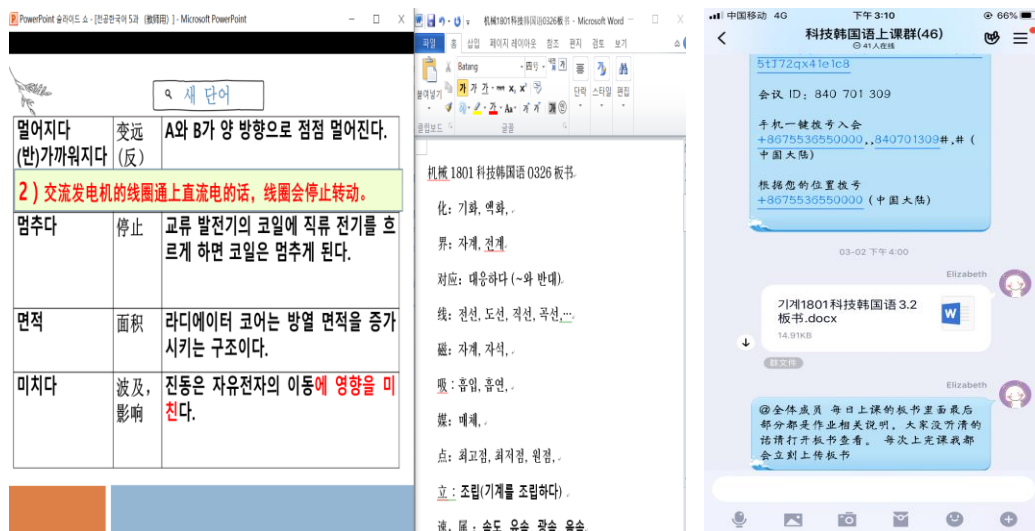 PowerPoint 슬라이드 쇼 - [전공한국어 5과 (教师用) ] - Microsoft PowerPoint
새 단어
멀어지다
(반)가까워지다
变远
(反)
A와 B가 양 방향으로 점점 멀어진다.
2）交流发电机的线圈通上直流电的话，线圈会停止转动。
멈추다
停止
교류 발전기의 코일에 직류 전기를 흐
르게 하면 코일은 멈추게 된다.
면적
面积
라디에이터 코어는 방열 면적을 증가
시키는 구조이다.
미치다
波及，
影响
진동은 자유전자의 이동에 영향을 미
친다.
机械1801科技韩国语0326板书 - Microsoft Word
파일 홈 삽입 페이지 레이아웃 참조 편지 검토 보기
Batang
四号
붙여넣기
단락 스타일 편집
클립보드
글꼴
机械 1801 科技韩国语 0326 板书
化: 기화, 액화,
界: 자계, 전계
对应: 대응하다 (~와 반대)
线: 전선, 도선, 직선, 곡선,…
磁: 자계, 자석,
吸 : 흡입, 흡연,
媒: 매체,
点: 최고점, 최저점, 원점,
立 : 조립(기계를 조립하다)
速，属 : 속도, 유속, 광속, 음속
中国移动 4G 下午 3:10 66%
科技韩国语上课群(46)
41人在线
5tJ72qx41e1c8
会议 ID：840 701 309
手机一键拨号入会
+8675536550000,,840701309#,# (
中国大陆)
根据您的位置拨号
+8675536550000 (中国大陆)
03-02 下午 4:00
Elizabeth
기계1801科技韩国语 3.2
板书.docx
14.91KB
群文件
Elizabeth
@全体成员 每日上课的板书里面最后
部分都是作业相关说明。大家没听清的
话请打开板书查看。 每次上完课我都
会立刻上传板书